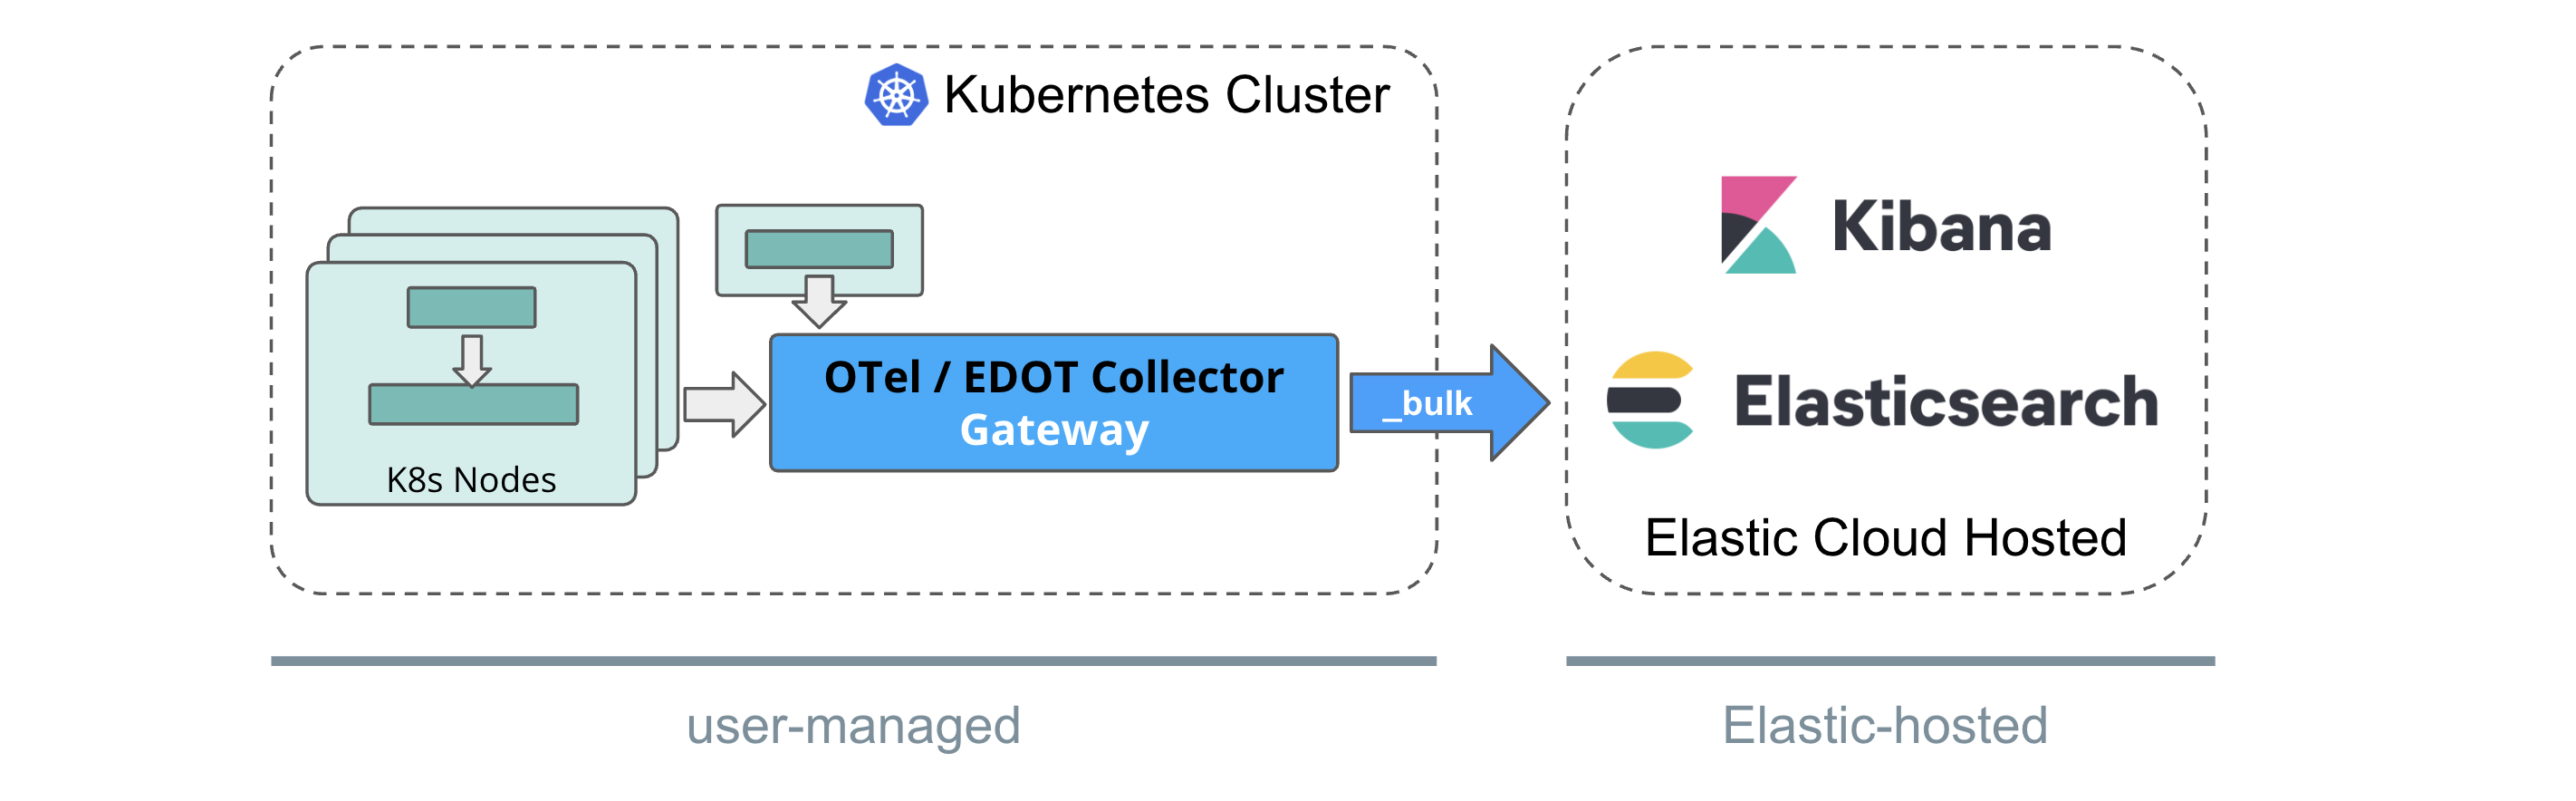 Kubernetes Cluster
K8s Nodes
OTel / EDOT Collector
Gateway
_bulk
Kibana
Elasticsearch
Elastic Cloud Hosted
user-managed
Elastic-hosted